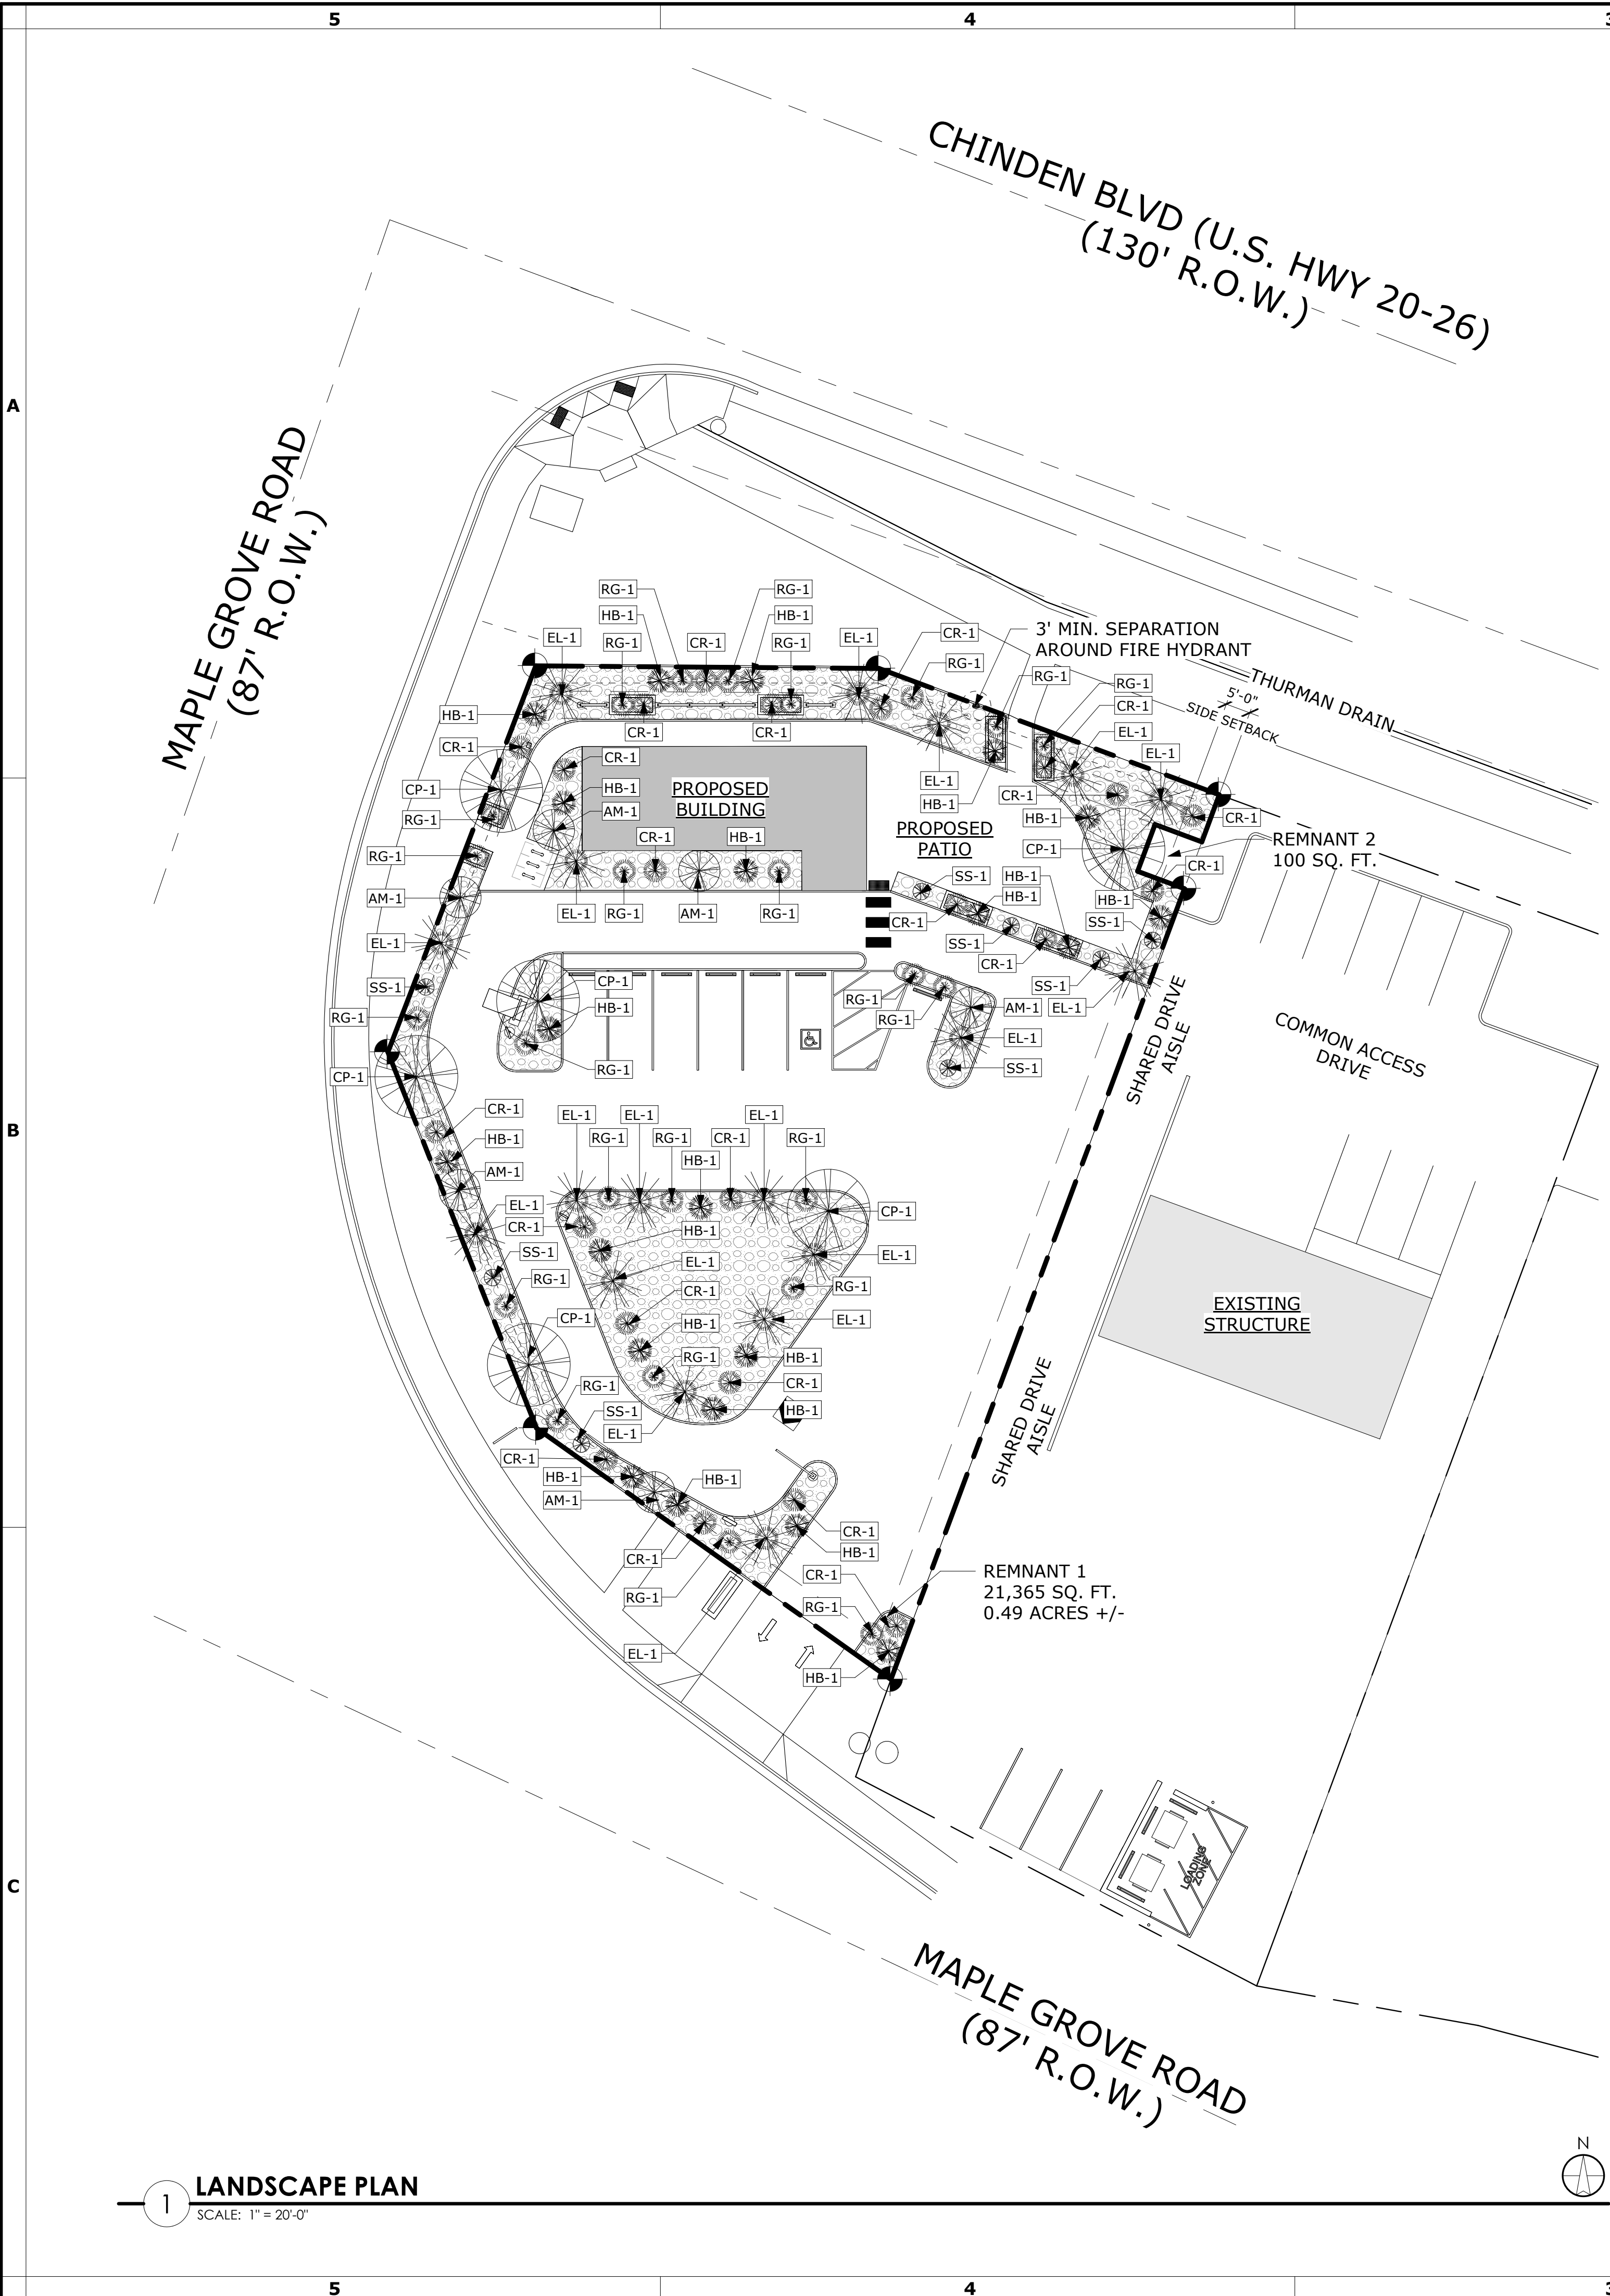 5
4
CHINDEN BLVD (U.S. HWY 20-26)
(130' R.O.W.)
A
MAPLE GROVE ROAD
(87' R.O.W.)
RG-1
RG-1
HB-1
HB-1
EL-1
RG-1
CR-1
RG-1
EL-1
CR-1
3' MIN. SEPARATION
AROUND FIRE HYDRANT
RG-1
RG-1
RG-1
THURMAN DRAIN
5'-0"
SIDE SETBACK
CR-1
HB-1
CR-1
CR-1
EL-1
CR-1
EL-1
CR-1
PROPOSED
BUILDING
CP-1
HB-1
EL-1
CR-1
HB-1
AM-1
RG-1
HB-1
CR-1
CR-1
HB-1
PROPOSED
PATIO
REMNANT 2
100 SQ. FT.
CP-1
RG-1
CR-1
SS-1
HB-1
AM-1
HB-1
HB-1
EL-1
RG-1
AM-1
RG-1
CR-1
SS-1
EL-1
SS-1
CR-1
SS-1
CP-1
SS-1
RG-1
AM-1
EL-1
RG-1
HB-1
RG-1
EL-1
SHARED DRIVE
AISLE
COMMON ACCESS
DRIVE
RG-1
SS-1
CP-1
CR-1
EL-1
EL-1
EL-1
B
HB-1
RG-1
RG-1
CR-1
RG-1
HB-1
AM-1
EL-1
CP-1
CR-1
HB-1
SS-1
EL-1
EL-1
RG-1
CR-1
RG-1
CP-1
HB-1
EL-1
EXISTING
STRUCTURE
RG-1
HB-1
RG-1
CR-1
SS-1
HB-1
EL-1
SHARED DRIVE
AISLE
CR-1
HB-1
HB-1
AM-1
CR-1
CR-1
HB-1
CR-1
REMNANT 1
21,365 SQ. FT.
0.49 ACRES +/-
RG-1
RG-1
EL-1
HB-1
LOADING
ZONE
C
MAPLE GROVE ROAD
(87' R.O.W.)
N
1
LANDSCAPE PLAN
SCALE: 1" = 20'-0"
5
4